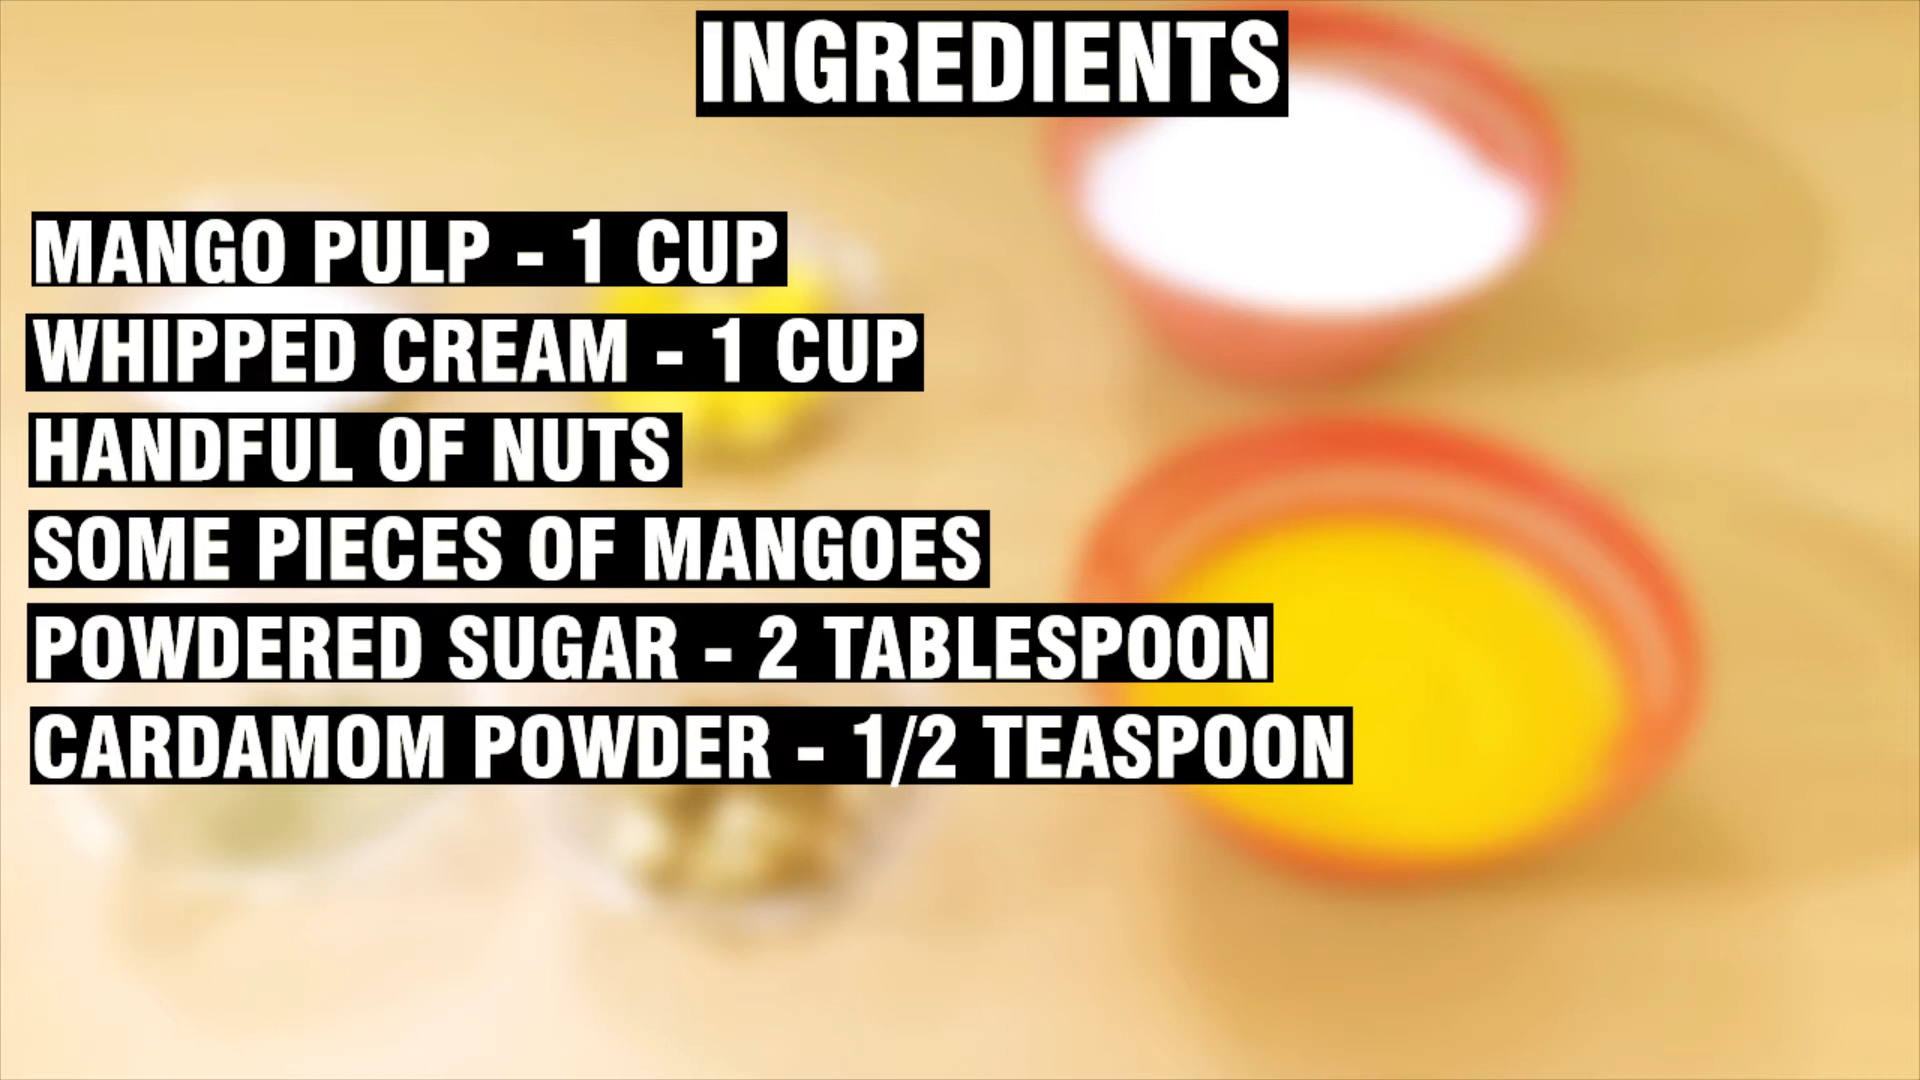 INGREDIENTS
MANGO PULP - 1 CUP
WHIPPED CREAM - 1 CUP
HANDFUL OF NUTS
SOME PIECES OF MANGOES
POWDERED SUGAR - 2 TABLESPOON
CARDAMOM POWDER - 1/2 TEASPOON